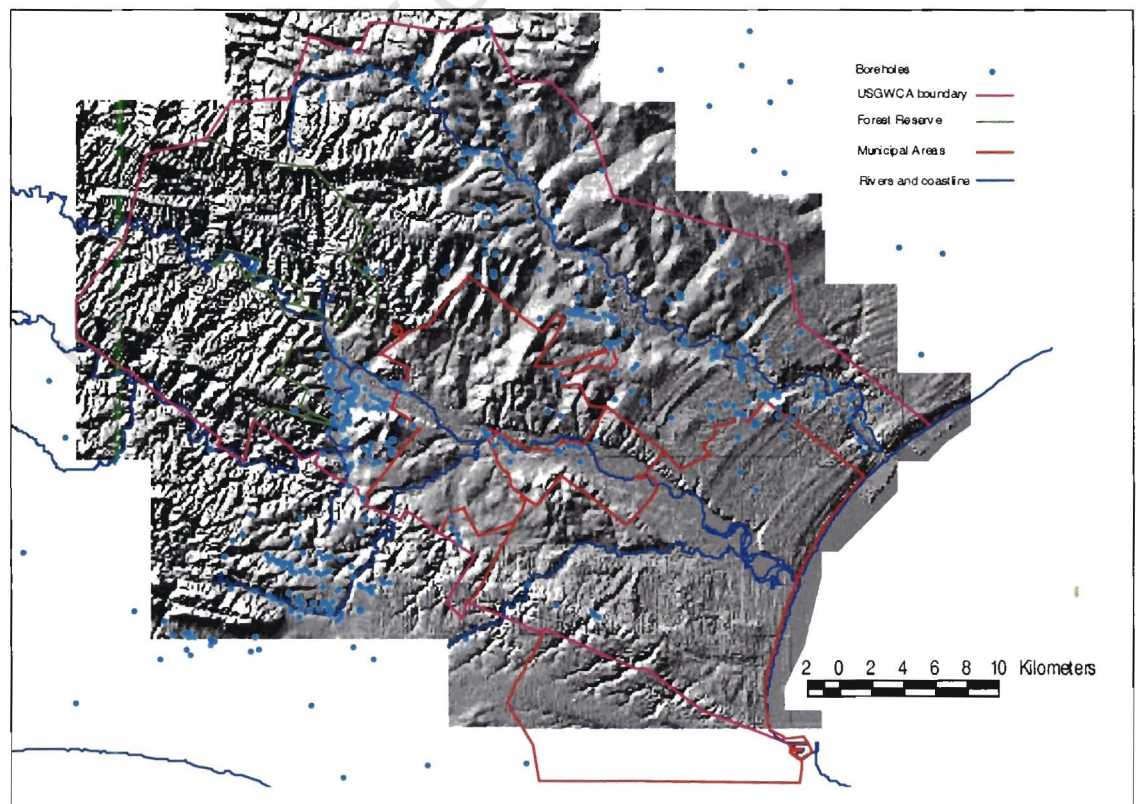 Boreholes
USGWCA boundary
Forest Reserve
Municipal Areas
Rivers and coastline
2 0 2 4 6 8 10 Kilometers